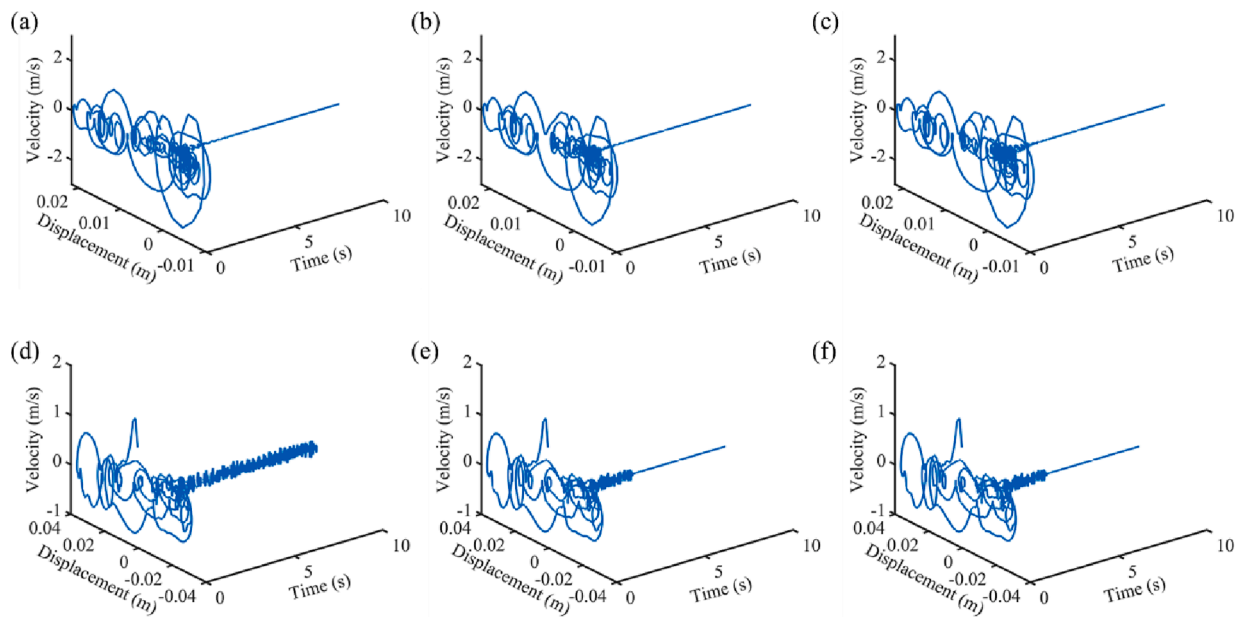 (a)
2
0
-2
Velocity (m/s)
0.02
0.01
0
-0.01
Displacement (m)
0
5
10
Time (s)
(b)
2
0
-2
Velocity (m/s)
0.02
0.01
0
-0.01
Displacement (m)
0
5
10
Time (s)
(c)
2
0
-2
Velocity (m/s)
0.02
0.01
0
-0.01
Displacement (m)
0
5
10
Time (s)
(d)
2
1
0
-1
Velocity (m/s)
0.04
0.02
0
-0.02
-0.04
Displacement (m)
0
5
10
Time (s)
(e)
2
1
0
-1
Velocity (m/s)
0.04
0.02
0
-0.02
-0.04
Displacement (m)
0
5
10
Time (s)
(f)
2
1
0
-1
Velocity (m/s)
0.04
0.02
0
-0.02
-0.04
Displacement (m)
0
5
10
Time (s)